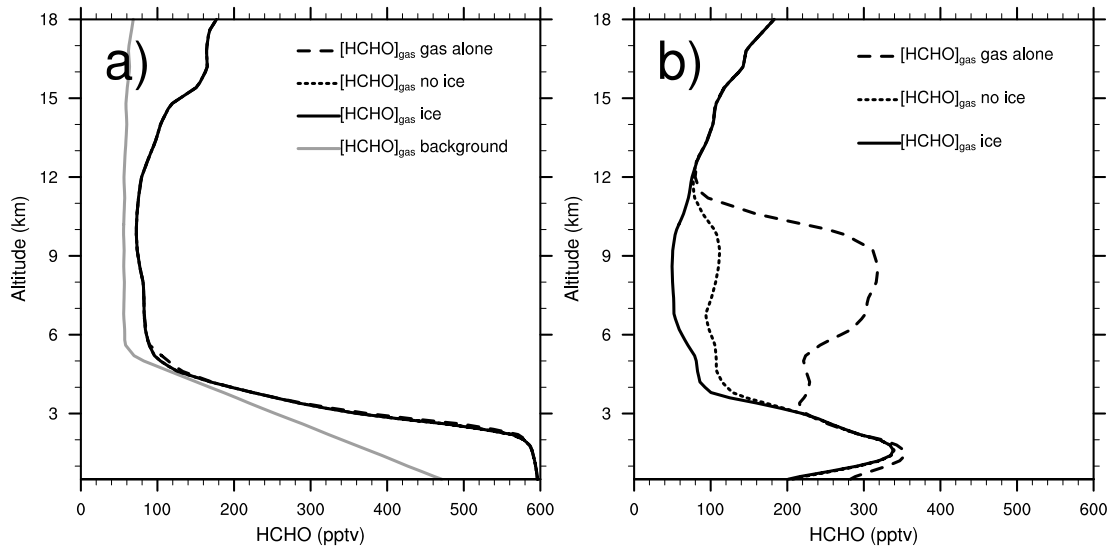 a)
[HCHO]gas gas alone
[HCHO]gas no ice
[HCHO]gas ice
[HCHO]gas background
18
15
12
9
6
3
Altitude (km)
0 100 200 300 400 500 600
HCHO (pptv)
b)
[HCHO]gas gas alone
[HCHO]gas no ice
[HCHO]gas ice
18
15
12
9
6
3
Altitude (km)
0 100 200 300 400 500 600
HCHO (pptv)